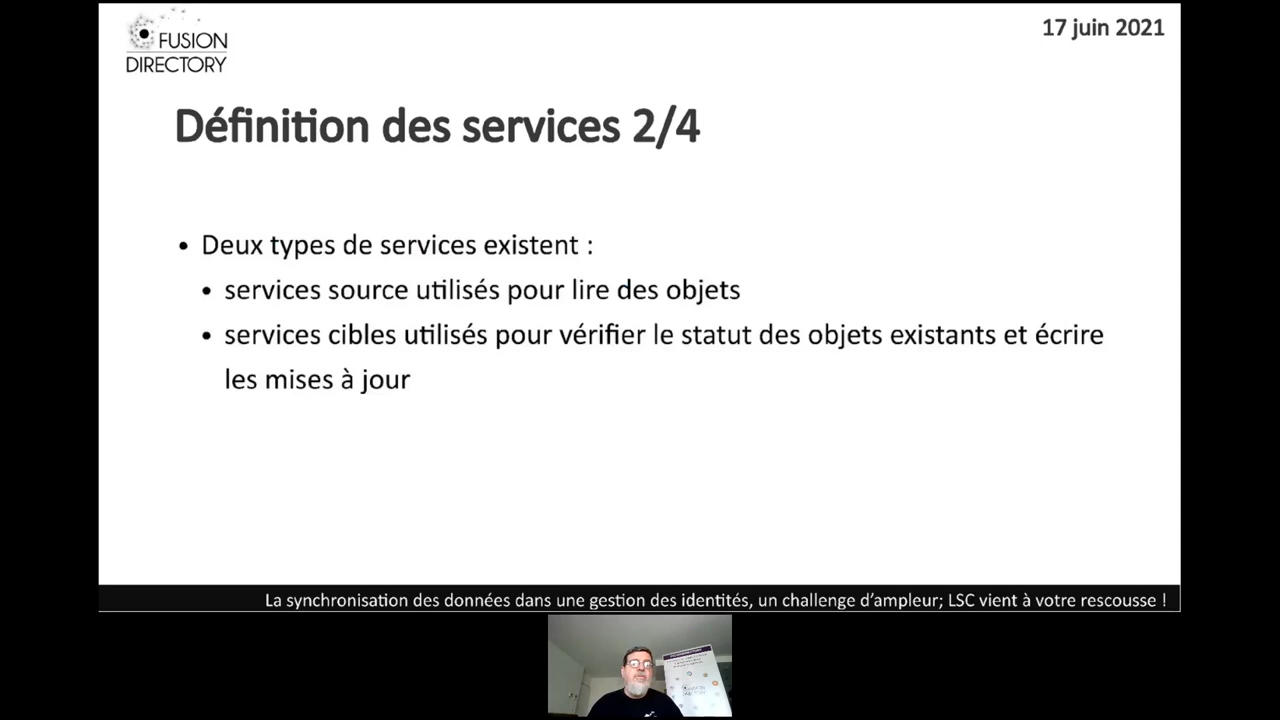 FUSION
DIRECTORY
17 juin 2021
Définition des services 2/4
• Deux types de services existent :
• services source utilisés pour lire des objets
• services cibles utilisés pour vérifier le statut des objets existants et écrire
les mises à jour
La synchronisation des données dans une gestion des identités, un challenge d’ampleur; LSC vient à votre rescousse !
FUSION
DIRECTORY